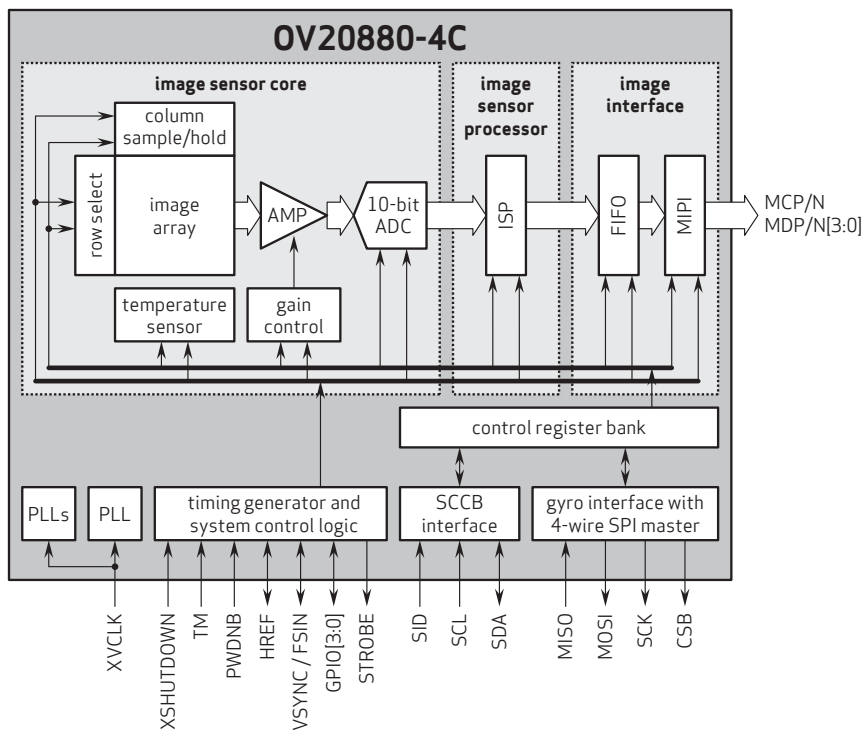 OV20880-4C
image sensor core
image
sensor
processor
image
interface
column
sample/hold
row select
image
array
AMP
10-bit
ADC
ISP
FIFO
MIPI
MCP/N
MDP/N[3:0]
temperature
sensor
gain
control
control register bank
PLLs
PLL
timing generator and
system control logic
SCCB
interface
gyro interface with
4-wire SPI master
XVCLK
XSHUTDOWN
TM
PWDNB
HREF
VSYNC / FSIN
GPIO[3:0]
STROBE
SID
SCL
SDA
MISO
MOSI
SCK
CSB